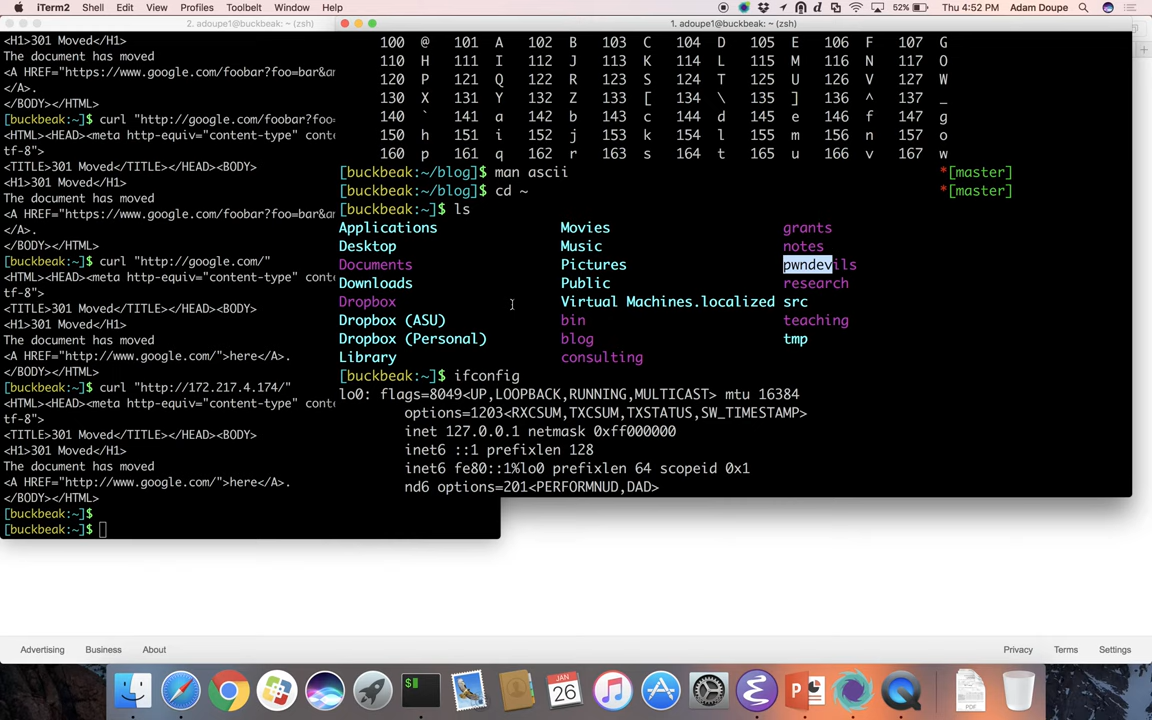 iTerm2 Shell Edit View Profiles Toolbelt Window Help 52% Thu 4:52 PM Adam Doupe
2. adoupe1@buckbeak: ~ (zsh)
<H1>301 Moved</H1>
The document has moved
<A HREF="https://www.google.com/foobar?foo=bar&am
</A>.
</BODY></HTML>
[buckbeak:~]$ curl "http://google.com/foobar?foo=
<HTML><HEAD><meta http-equiv="content-type" conte
tf-8">
<TITLE>301 Moved</TITLE></HEAD><BODY>
<H1>301 Moved</H1>
The document has moved
<A HREF="https://www.google.com/foobar?foo=bar&am
</A>.
</BODY></HTML>
[buckbeak:~]$ curl "http://google.com/"
<HTML><HEAD><meta http-equiv="content-type" conte
tf-8">
<TITLE>301 Moved</TITLE></HEAD><BODY>
<H1>301 Moved</H1>
The document has moved
<A HREF="https://www.google.com/">here</A>.
</BODY></HTML>
[buckbeak:~]$ curl "http://172.217.4.174/"
<HTML><HEAD><meta http-equiv="content-type" conte
tf-8">
<TITLE>301 Moved</TITLE></HEAD><BODY>
<H1>301 Moved</H1>
The document has moved
<A HREF="https://www.google.com/">here</A>.
</BODY></HTML>
[buckbeak:~]$
[buckbeak:~]$
1. adoupe1@buckbeak: ~ (zsh)
100 @ 101 A 102 B 103 C 104 D 105 E 106 F 107 G
110 H 111 I 112 J 113 K 114 L 115 M 116 N 117 O
120 P 121 Q 122 R 123 S 124 T 125 U 126 V 127 W
130 X 131 Y 132 Z 133 [ 134 \ 135 ] 136 ^ 137 _
140 ` 141 a 142 b 143 c 144 d 145 e 146 f 147 g
150 h 151 i 152 j 153 k 154 l 155 m 156 n 157 o
160 p 161 q 162 r 163 s 164 t 165 u 166 v 167 w
[buckbeak:~/blog]$ man ascii *[master]
[buckbeak:~/blog]$ cd ~ *[master]
[buckbeak:~]$ ls
Applications Movies grants
Desktop Music notes
Documents Pictures pwndevils
Downloads Public research
Dropbox Virtual Machines.localized src
Dropbox (ASU) bin teaching
Dropbox (Personal) blog tmp
Library consulting
[buckbeak:~]$ ifconfig
lo0: flags=8049<UP,LOOPBACK,RUNNING,MULTICAST> mtu 16384
options=1203<RXCSUM,TXCSUM,TXSTATUS,SW_TIMESTAMP>
inet 127.0.0.1 netmask 0xff000000
inet6 ::1 prefixlen 128
inet6 fe80::1%lo0 prefixlen 64 scopeid 0x1
nd6 options=201<PERFORMNUD,DAD>
Advertising Business About Privacy Terms Settings
JAN
26
PDF